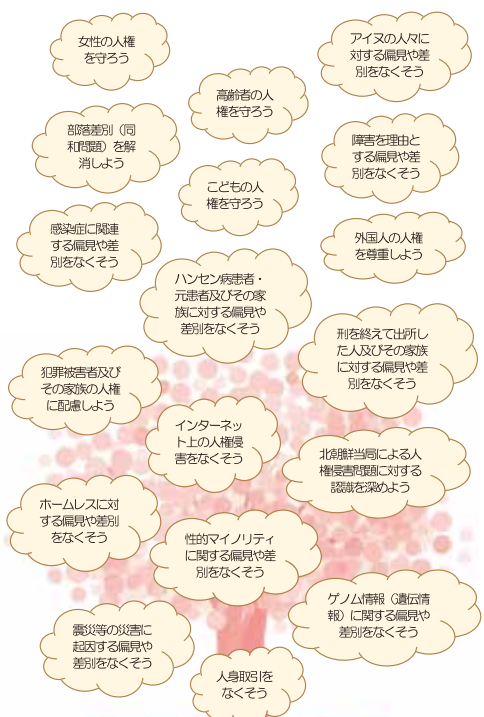 女性の人権
を守ろう
アイヌの人々に
対する偏見や差
別をなくそう
高齢者の人
権を守ろう
部落差別（同
和問題）を解
消しよう
障害を理由と
する偏見や差
別をなくそう
こどもの人
権を守ろう
感染症に関連
する偏見や差
別をなくそう
外国人の人権
を尊重しよう
ハンセン病患者・
元患者及びその家
族に対する偏見や
差別をなくそう
刑を終えて出所し
た人及びその家族
に対する偏見や差
別をなくそう
犯罪被害者及び
その家族の人権
に配慮しよう
インターネッ
ト上の人権侵
害をなくそう
北朝鮮当局による人
権侵害問題に対する
認識を深めよう
ホームレスに対
する偏見や差別
をなくそう
性的マイノリティ
に関する偏見や差
別をなくそう
ゲノム情報（遺伝情
報）に関する偏見や
差別をなくそう
震災等の災害に
起因する偏見や
差別をなくそう
人身取引を
なくそう